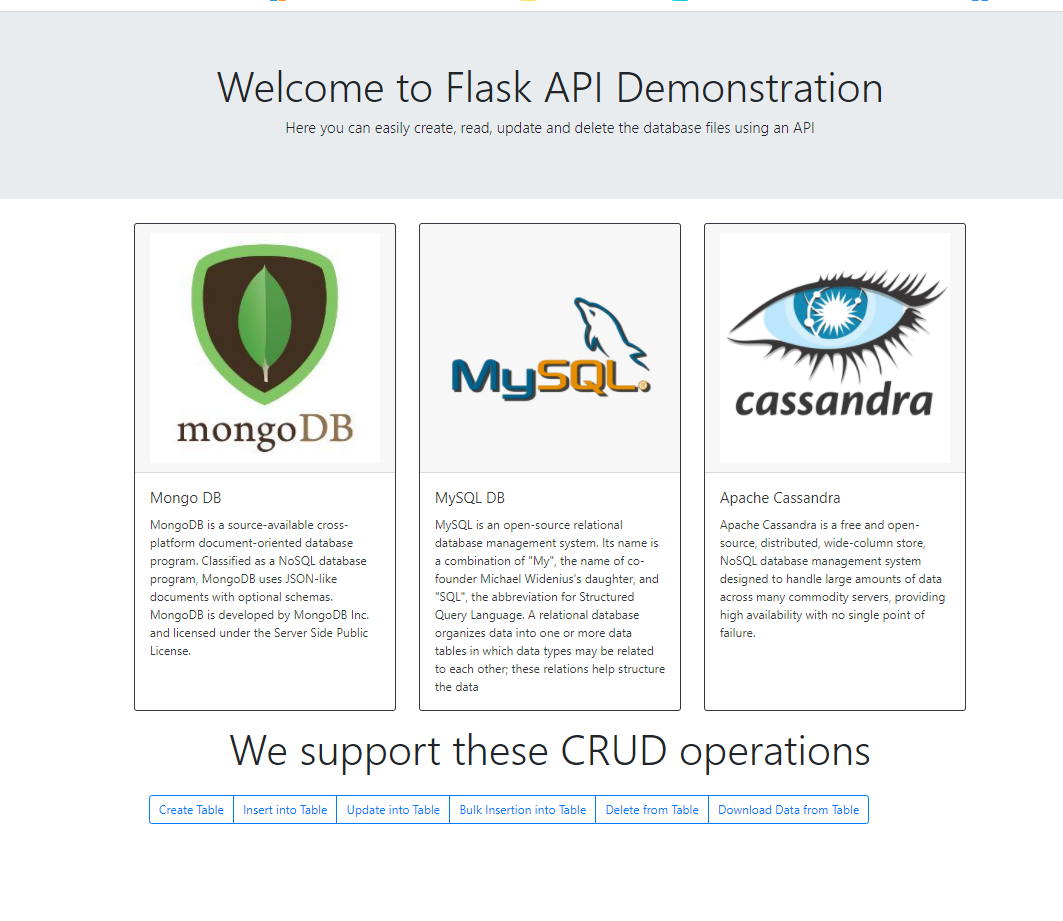 Welcome to Flask API Demonstration
Here you can easily create, read, update and delete the database files using an API
mongoDB
MySQL®
cassandra
Mongo DB
MongoDB is a source-available cross-
platform document-oriented database
program. Classified as a NoSQL database
program, MongoDB uses JSON-like
documents with optional schemas.
MongoDB is developed by MongoDB Inc.
and licensed under the Server Side Public
License.
MySQL DB
MySQL is an open-source relational
database management system. Its name is
a combination of "My", the name of co-
founder Michael Widenius's daughter, and
"SQL", the abbreviation for Structured
Query Language. A relational database
organizes data into one or more data
tables in which data types may be related
to each other; these relations help structure
the data
Apache Cassandra
Apache Cassandra is a free and open-
source, distributed, wide-column store,
NoSQL database management system
designed to handle large amounts of data
across many commodity servers, providing
high availability with no single point of
failure.
We support these CRUD operations
Create Table
Insert into Table
Update into Table
Bulk Insertion into Table
Delete from Table
Download Data from Table